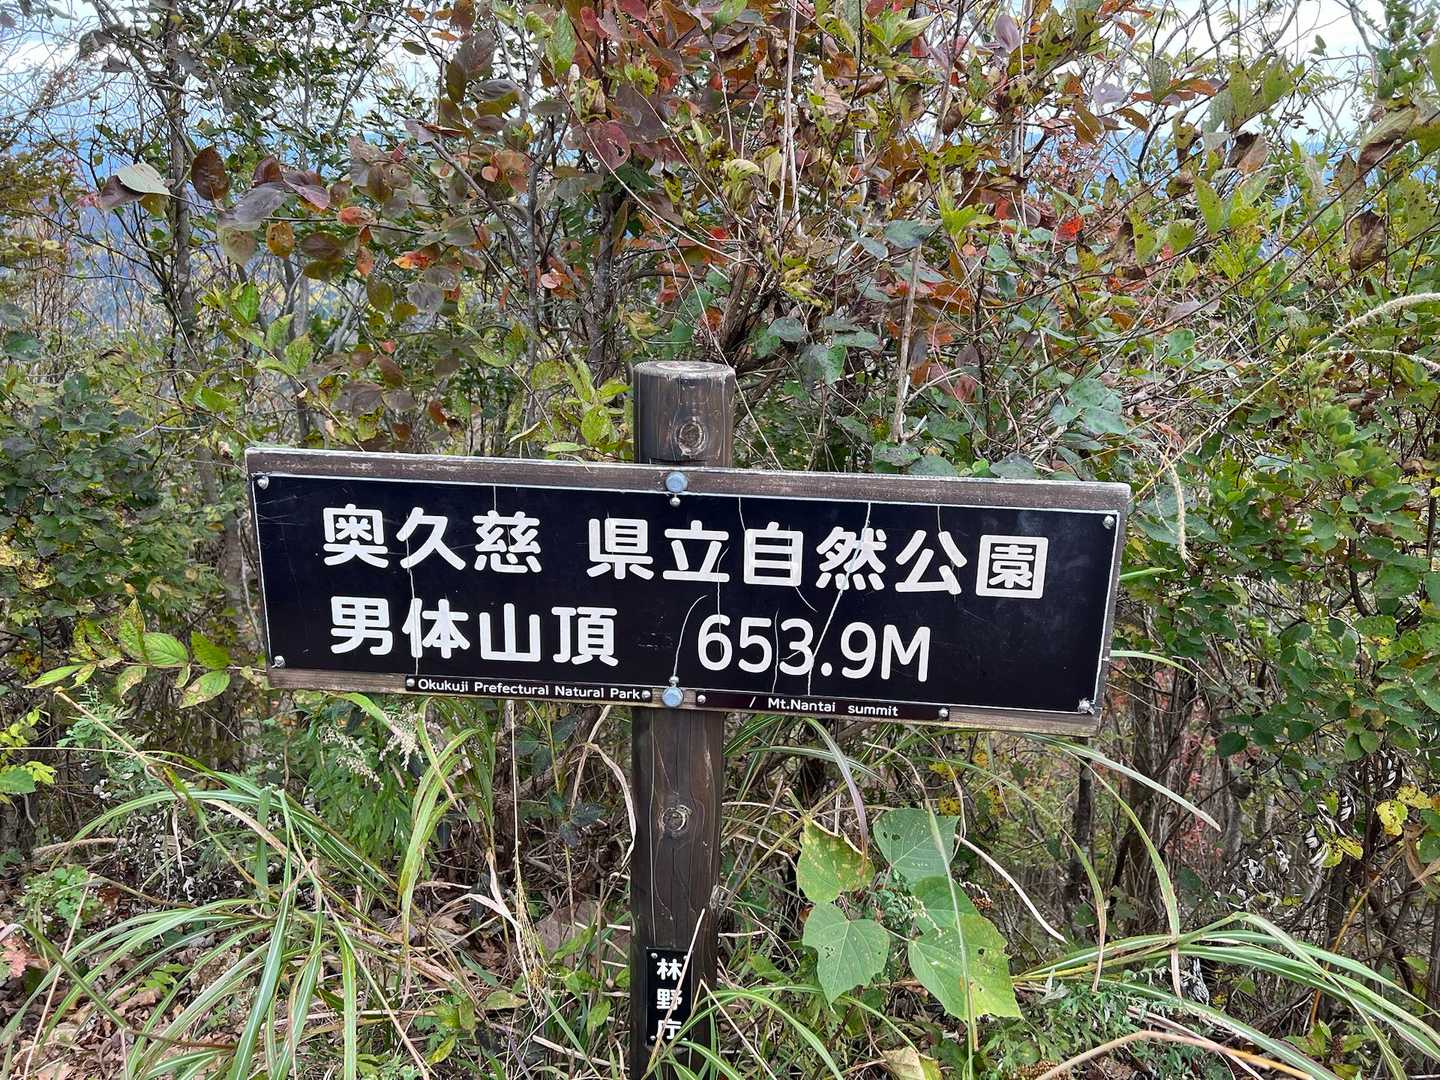 奥久慈 県立自然公園
男体山頂 653.9M
Okukuji Prefectural Natural Park / Mt.Nantai summit
林野庁